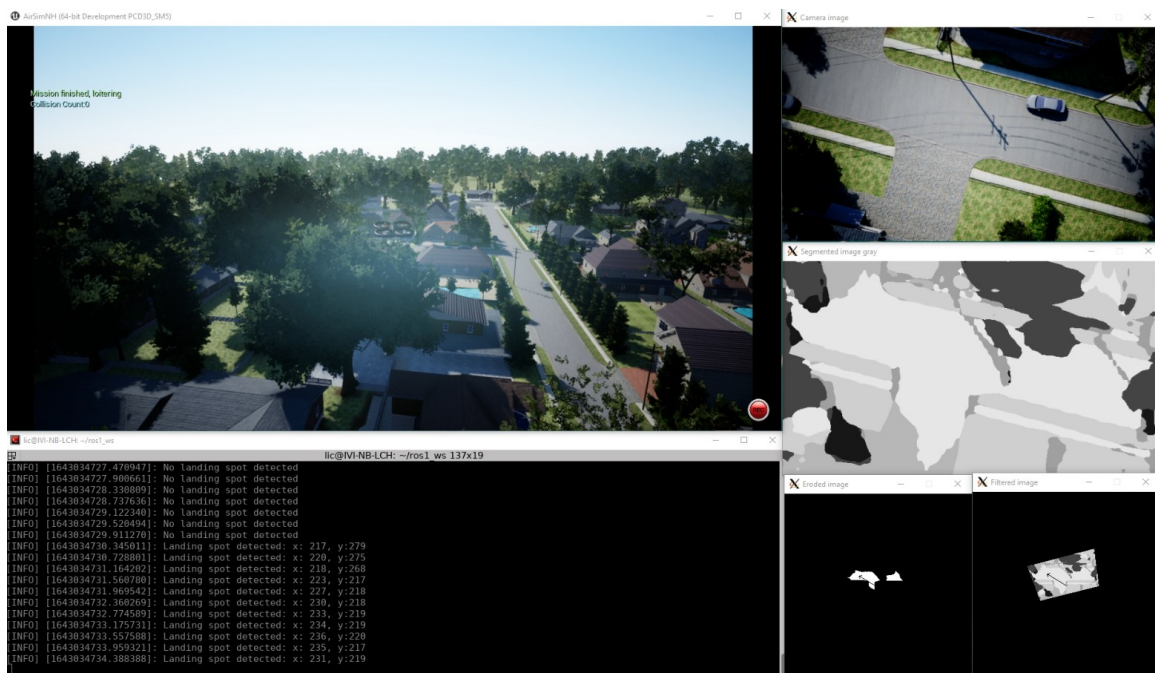 AirSimNH (64-bit Development PCD3D_SM5)
Mission finished, loitering
Collision Count:0
lic@IVI-NB-LCH: ~/ros1_ws
lic@IVI-NB-LCH: ~/ros1_ws 137x19
[INFO] [1643034727.470947]: No landing spot detected
[INFO] [1643034727.900661]: No landing spot detected
[INFO] [1643034728.330809]: No landing spot detected
[INFO] [1643034728.737636]: No landing spot detected
[INFO] [1643034729.122340]: No landing spot detected
[INFO] [1643034729.520494]: No landing spot detected
[INFO] [1643034729.911270]: No landing spot detected
[INFO] [1643034730.345011]: Landing spot detected: x: 217, y:279
[INFO] [1643034730.728801]: Landing spot detected: x: 220, y:275
[INFO] [1643034731.164202]: Landing spot detected: x: 218, y:268
[INFO] [1643034731.560780]: Landing spot detected: x: 223, y:217
[INFO] [1643034731.969542]: Landing spot detected: x: 227, y:218
[INFO] [1643034732.360269]: Landing spot detected: x: 230, y:218
[INFO] [1643034732.774589]: Landing spot detected: x: 233, y:219
[INFO] [1643034733.175731]: Landing spot detected: x: 234, y:219
[INFO] [1643034733.557588]: Landing spot detected: x: 236, y:220
[INFO] [1643034733.959321]: Landing spot detected: x: 235, y:217
[INFO] [1643034734.388388]: Landing spot detected: x: 231, y:219
Camera image
Segmented image gray
Eroded image
Filtered image